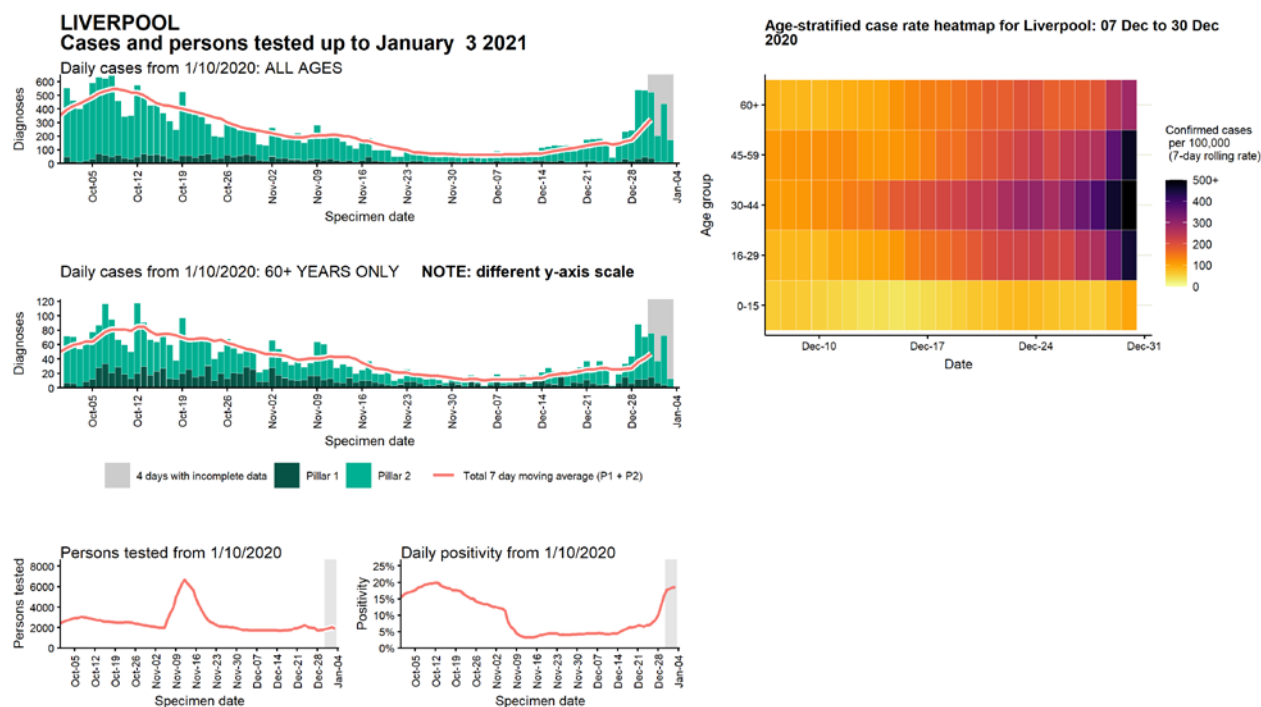 LIVERPOOL
Cases and persons tested up to January 3 2021
Daily cases from 1/10/2020: ALL AGES
Diagnoses
600
500
400
300
200
100
0
Oct-05
Oct-12
Oct-19
Oct-26
Nov-02
Nov-09
Nov-16
Nov-23
Nov-30
Dec-07
Dec-14
Dec-21
Dec-28
Jan-04
Specimen date
Daily cases from 1/10/2020: 60+ YEARS ONLY NOTE: different y-axis scale
Diagnoses
120
100
80
60
40
20
0
Oct-05
Oct-12
Oct-19
Oct-26
Nov-02
Nov-09
Nov-16
Nov-23
Nov-30
Dec-07
Dec-14
Dec-21
Dec-28
Jan-04
Specimen date
4 days with incomplete data Pillar 1 Pillar 2 Total 7 day moving average (P1 + P2)
Persons tested from 1/10/2020
Persons tested
8000
6000
4000
2000
0
Oct-05
Oct-12
Oct-19
Oct-26
Nov-02
Nov-09
Nov-16
Nov-23
Nov-30
Dec-07
Dec-14
Dec-21
Dec-28
Jan-04
Specimen date
Daily positivity from 1/10/2020
Positivity
25%
20%
15%
10%
5%
0%
Oct-05
Oct-12
Oct-19
Oct-26
Nov-02
Nov-09
Nov-16
Nov-23
Nov-30
Dec-07
Dec-14
Dec-21
Dec-28
Jan-04
Specimen date
Age-stratified case rate heatmap for Liverpool: 07 Dec to 30 Dec
2020
Age group
60+
45-59
30-44
16-29
0-15
Dec-10
Dec-17
Dec-24
Dec-31
Date
Confirmed cases
per 100,000
(7-day rolling rate)
500+
400
300
200
100
0